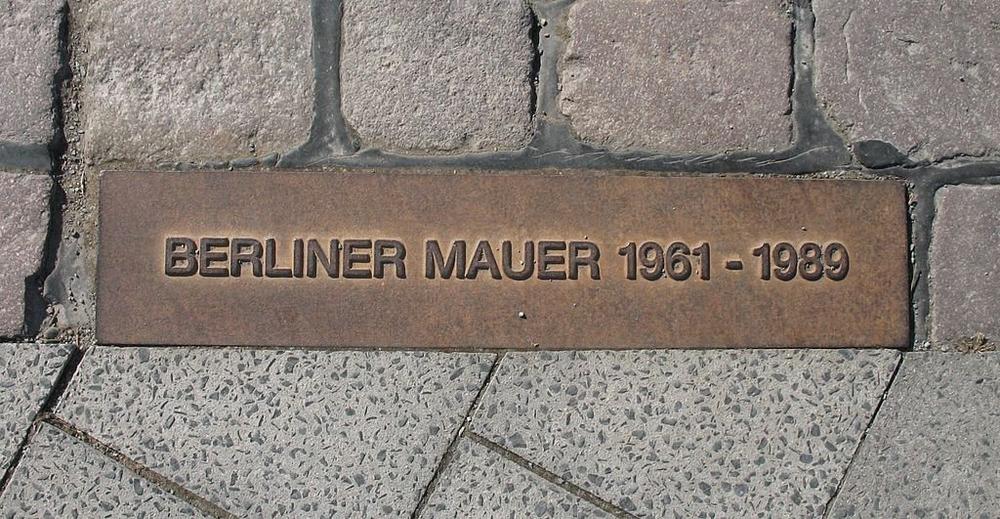 BERLINER MAUER 1961 - 1989